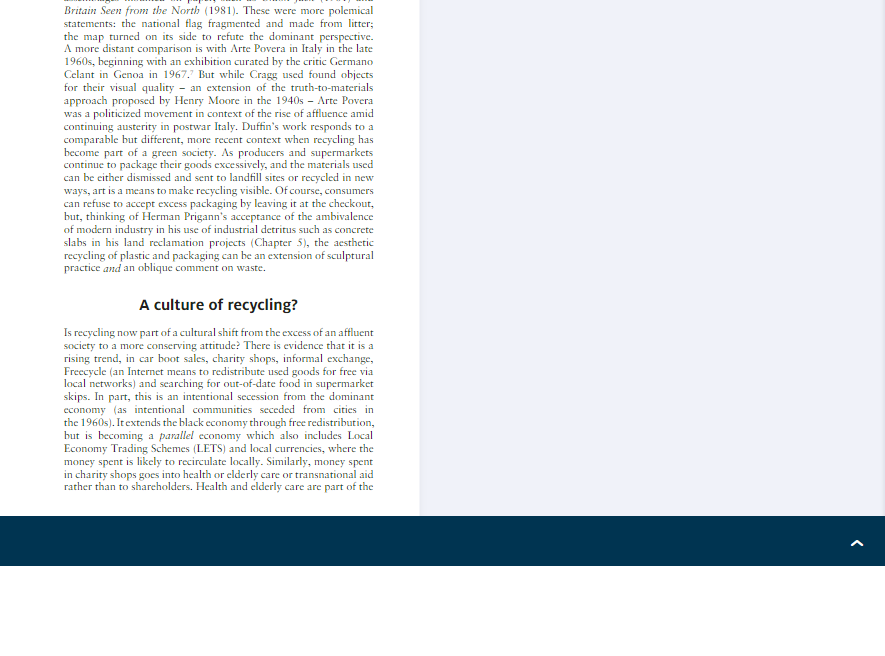 Britain Seen from the North (1981). These were more polemical
statements: the national flag fragmented and made from litter;
the map turned on its side to refute the dominant perspective.
A more distant comparison is with Arte Povera in Italy in the late
1960s, beginning with an exhibition curated by the critic Germano
Celant in Genoa in 1967.⁷ But while Cragg used found objects
for their visual quality – an extension of the truth-to-materials
approach proposed by Henry Moore in the 1940s – Arte Povera
was a politicized movement in context of the rise of affluence amid
continuing austerity in postwar Italy. Duffin's work responds to a
comparable but different, more recent context when recycling has
become part of a green society. As producers and supermarkets
continue to package their goods excessively, and the materials used
can be either dismissed and sent to landfill sites or recycled in new
ways, art is a means to make recycling visible. Of course, consumers
can refuse to accept excess packaging by leaving it at the checkout,
but, thinking of Herman Prigann's acceptance of the ambivalence
of modern industry in his use of industrial detritus such as concrete
slabs in his land reclamation projects (Chapter 5), the aesthetic
recycling of plastic and packaging can be an extension of sculptural
practice and an oblique comment on waste.
A culture of recycling?
Is recycling now part of a cultural shift from the excess of an affluent
society to a more conserving attitude? There is evidence that it is a
rising trend, in car boot sales, charity shops, informal exchange,
Freecycle (an Internet means to redistribute used goods for free via
local networks) and searching for out-of-date food in supermarket
skips. In part, this is an intentional secession from the dominant
economy (as intentional communities seceded from cities in
the 1960s). It extends the black economy through free redistribution,
but is becoming a parallel economy which also includes Local
Economy Trading Schemes (LETS) and local currencies, where the
money spent is likely to recirculate locally. Similarly, money spent
in charity shops goes into health or elderly care or transnational aid
rather than to shareholders. Health and elderly care are part of the